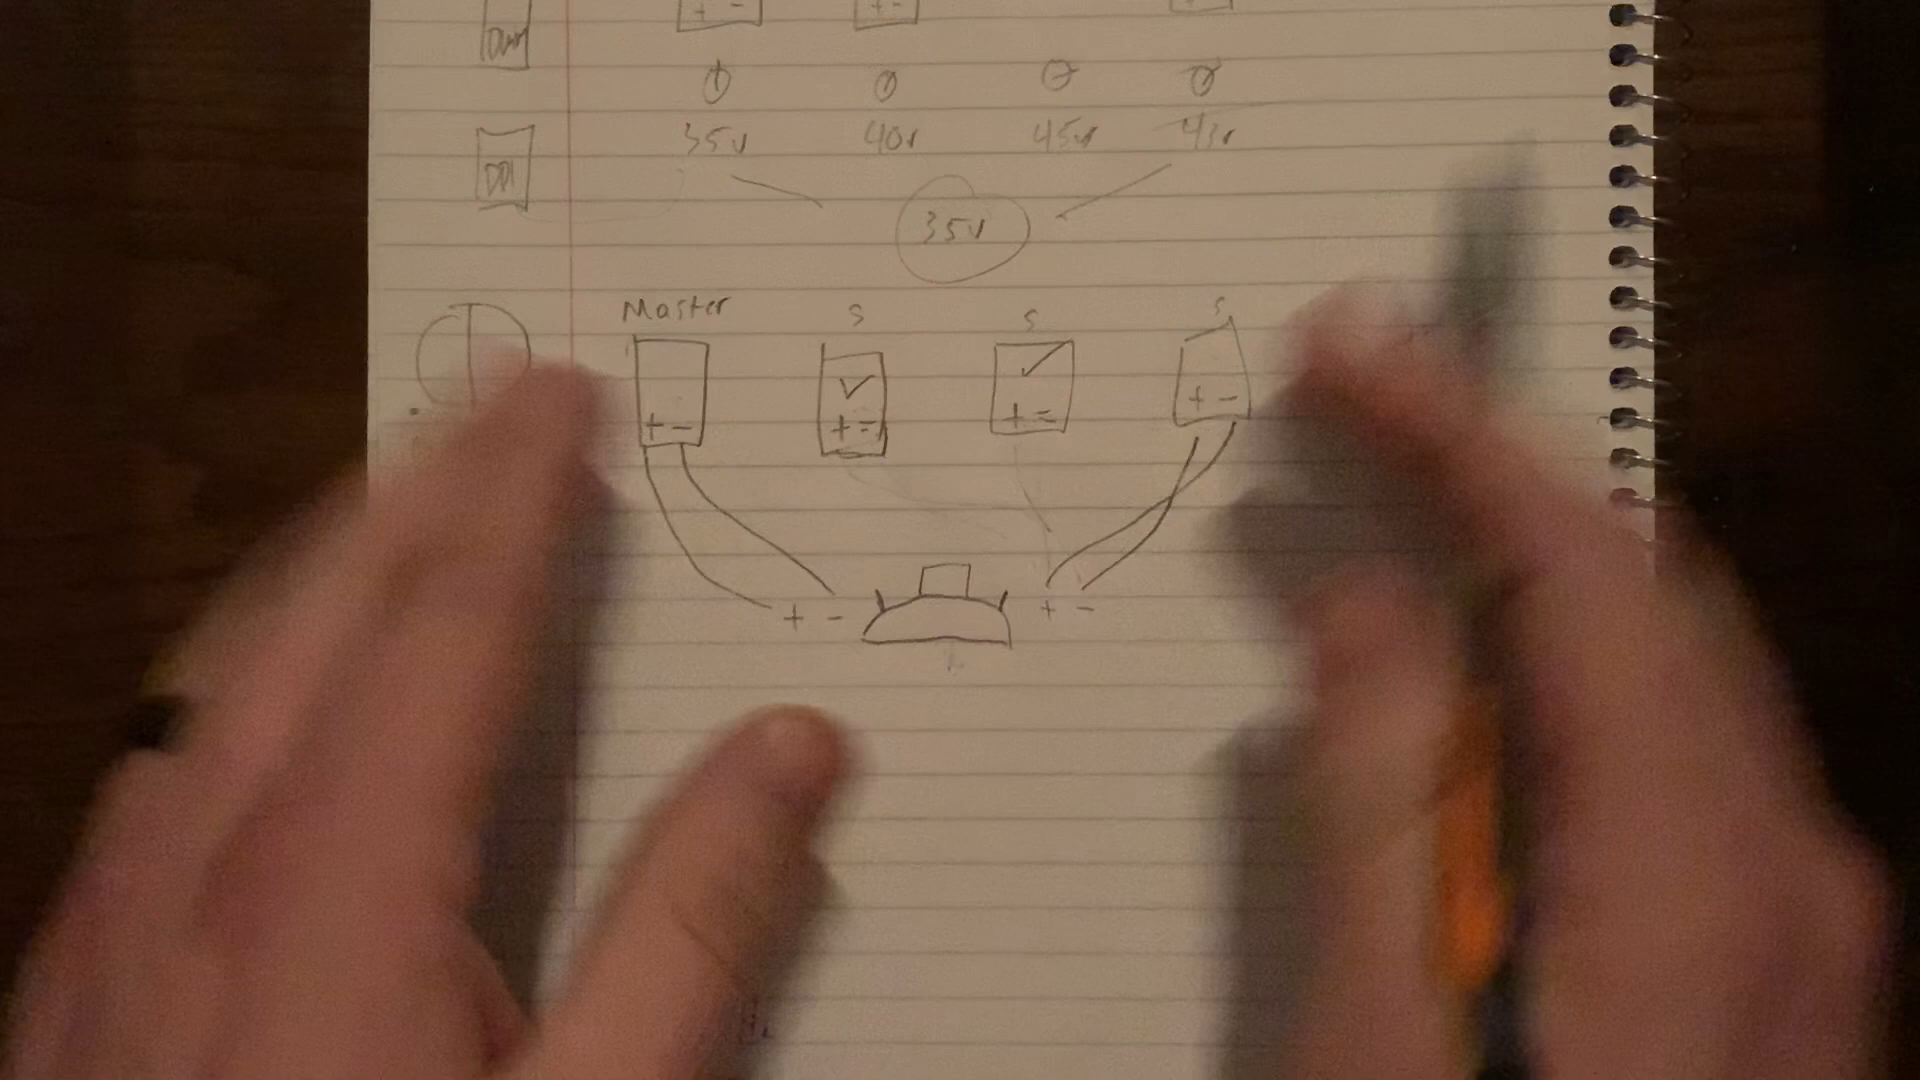 + - + -
35v 40v 45v 43v
35v
Master S S S
+ - + = + = + -
+ - + -